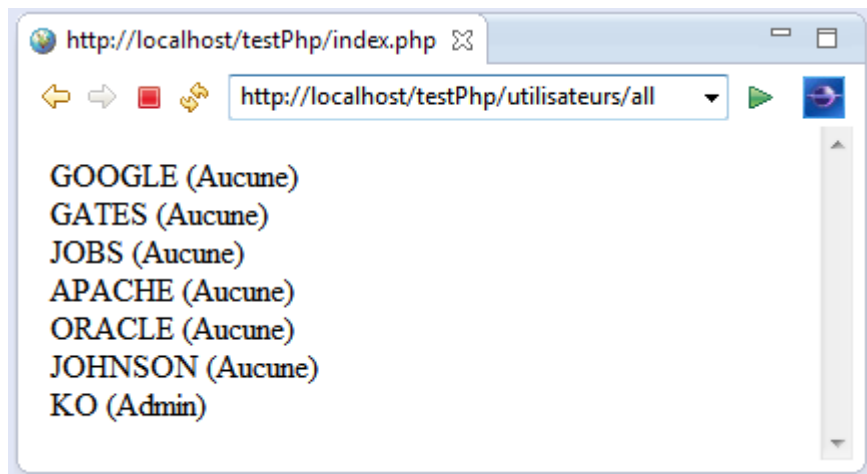 http://localhost/testPhp/index.php
http://localhost/testPhp/utilisateurs/all
GOOGLE (Aucune)
GATES (Aucune)
JOBS (Aucune)
APACHE (Aucune)
ORACLE (Aucune)
JOHNSON (Aucune)
KO (Admin)